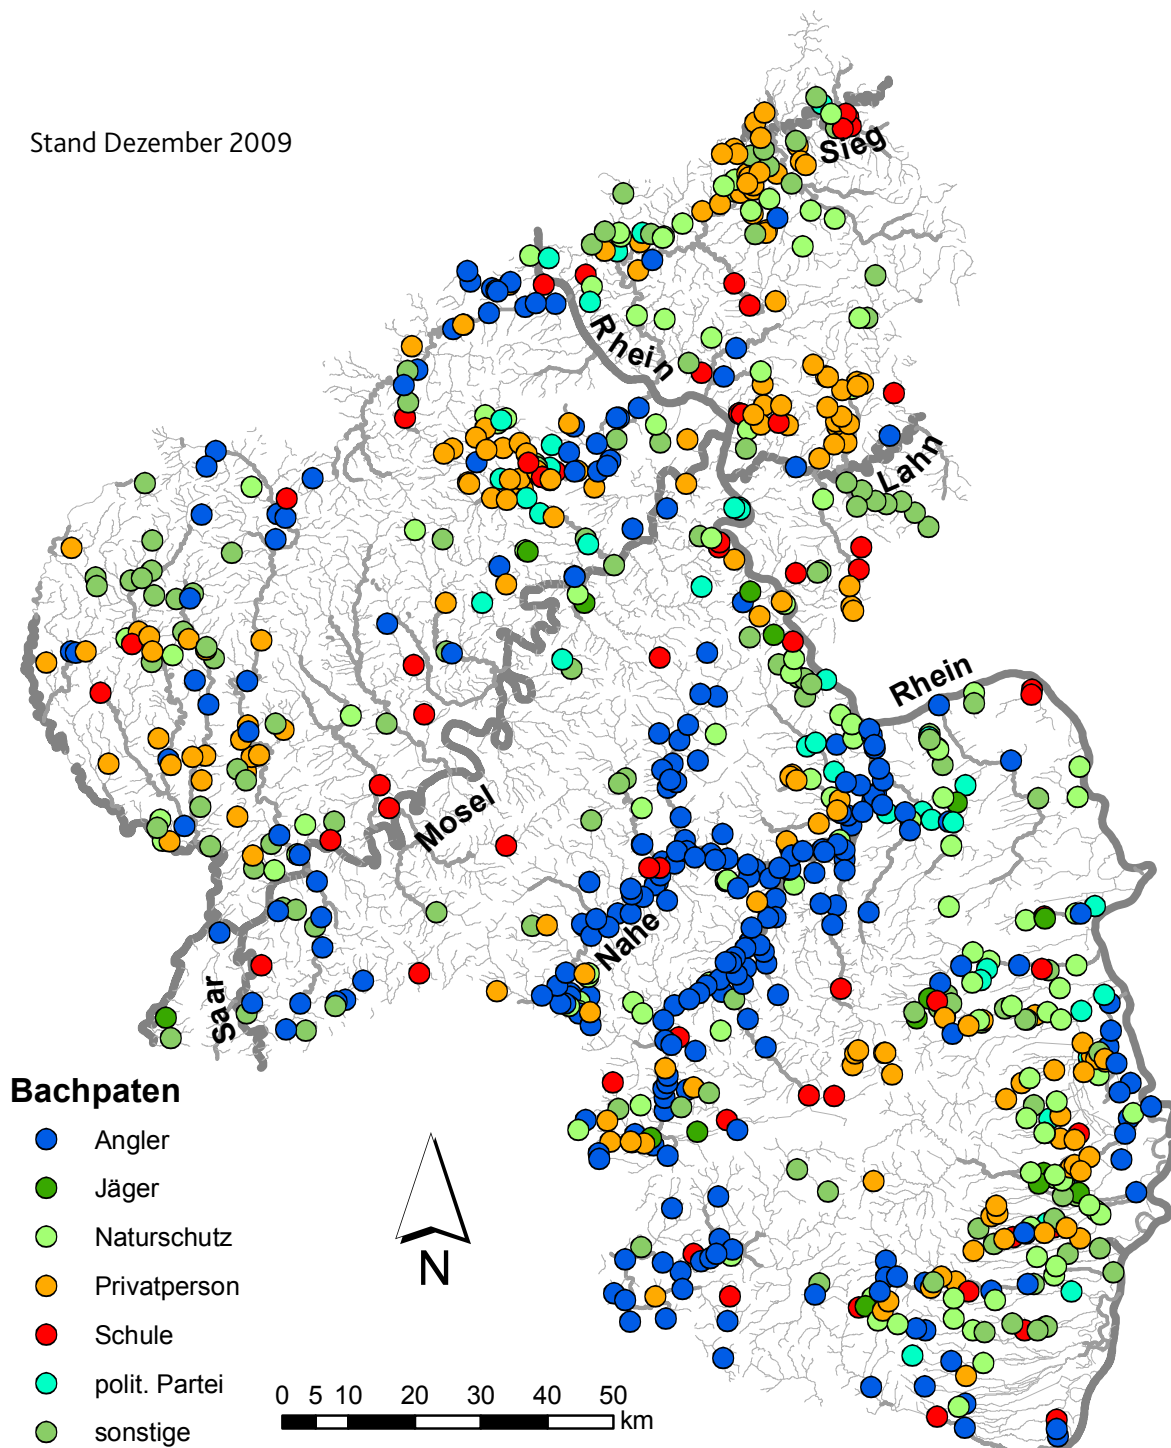 Stand Dezember 2009
Sieg
Rhein
Lahn
Rhein
Mosel
Nahe
Saar
Bachpaten
Angler
Jäger
Naturschutz
Privatperson
Schule
polit. Partei
sonstige
N
0 5 10 20 30 40 50
km